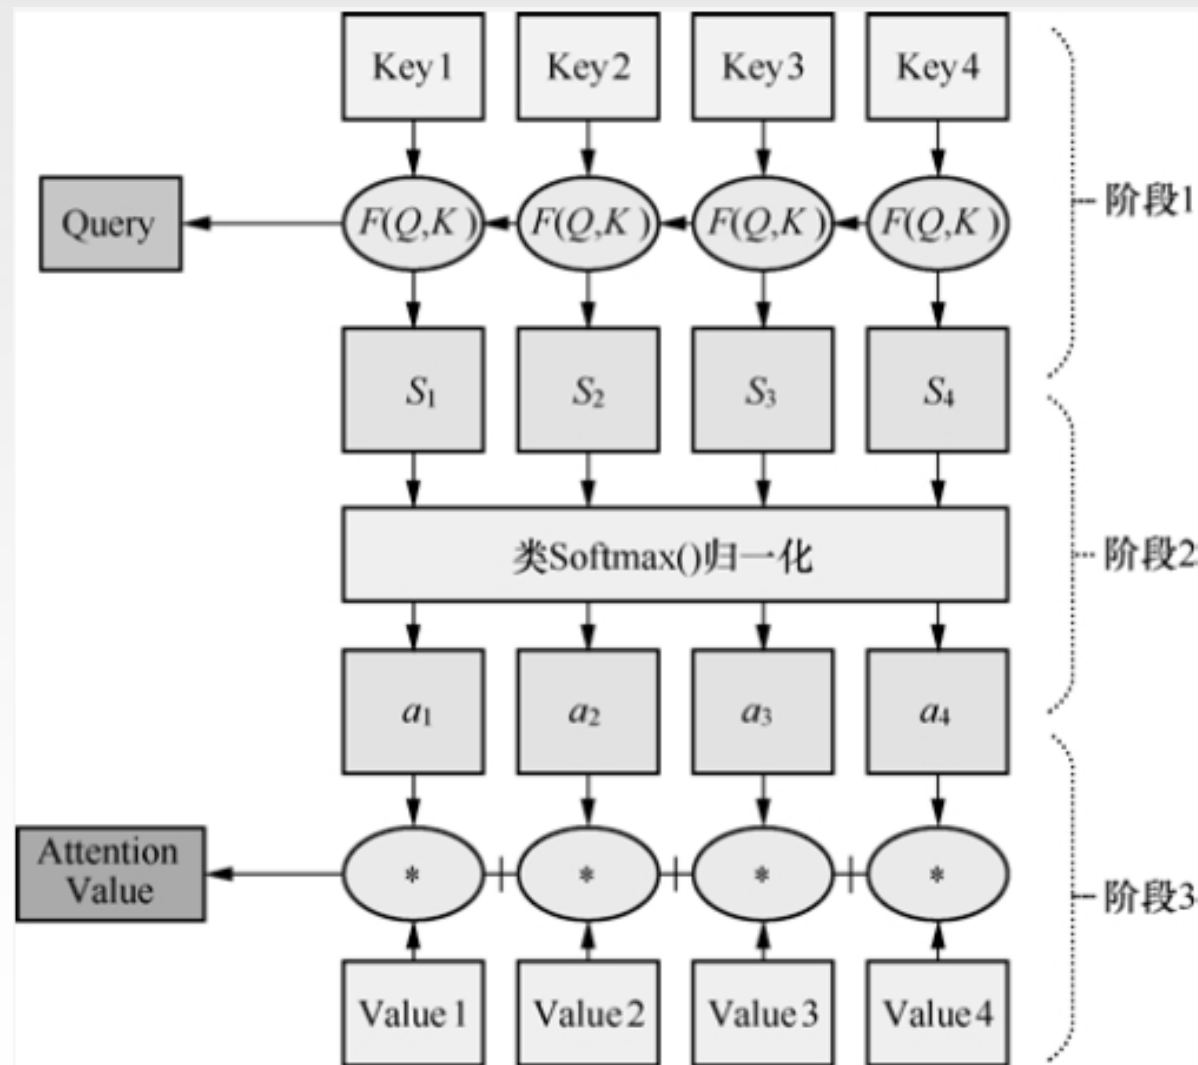 Key1 Key2 Key3 Key4
阶段1
Query F(Q,K) F(Q,K) F(Q,K) F(Q,K)
S1 S2 S3 S4
类Softmax()归一化
阶段2
a1 a2 a3 a4
Attention
Value
* + * + * + *
阶段3
Value1 Value2 Value3 Value4